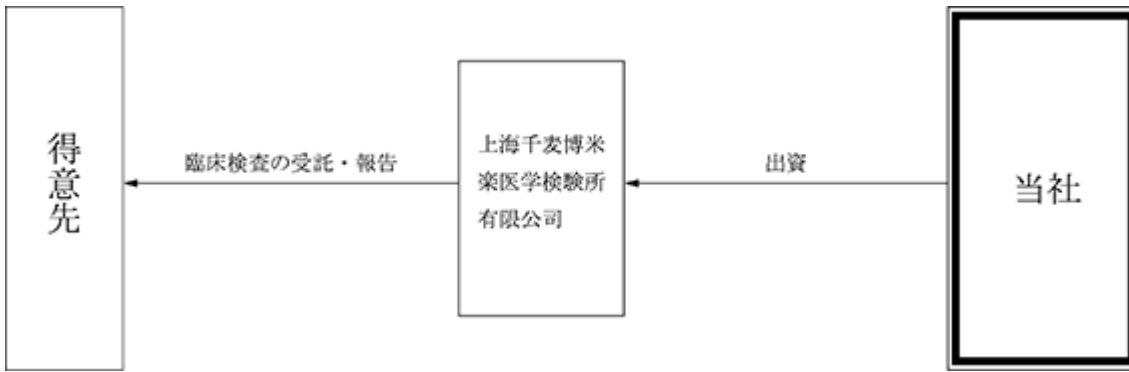 得意先
臨床検査の受託・報告
上海千麦博米
楽医学検験所
有限公司
出資
当社